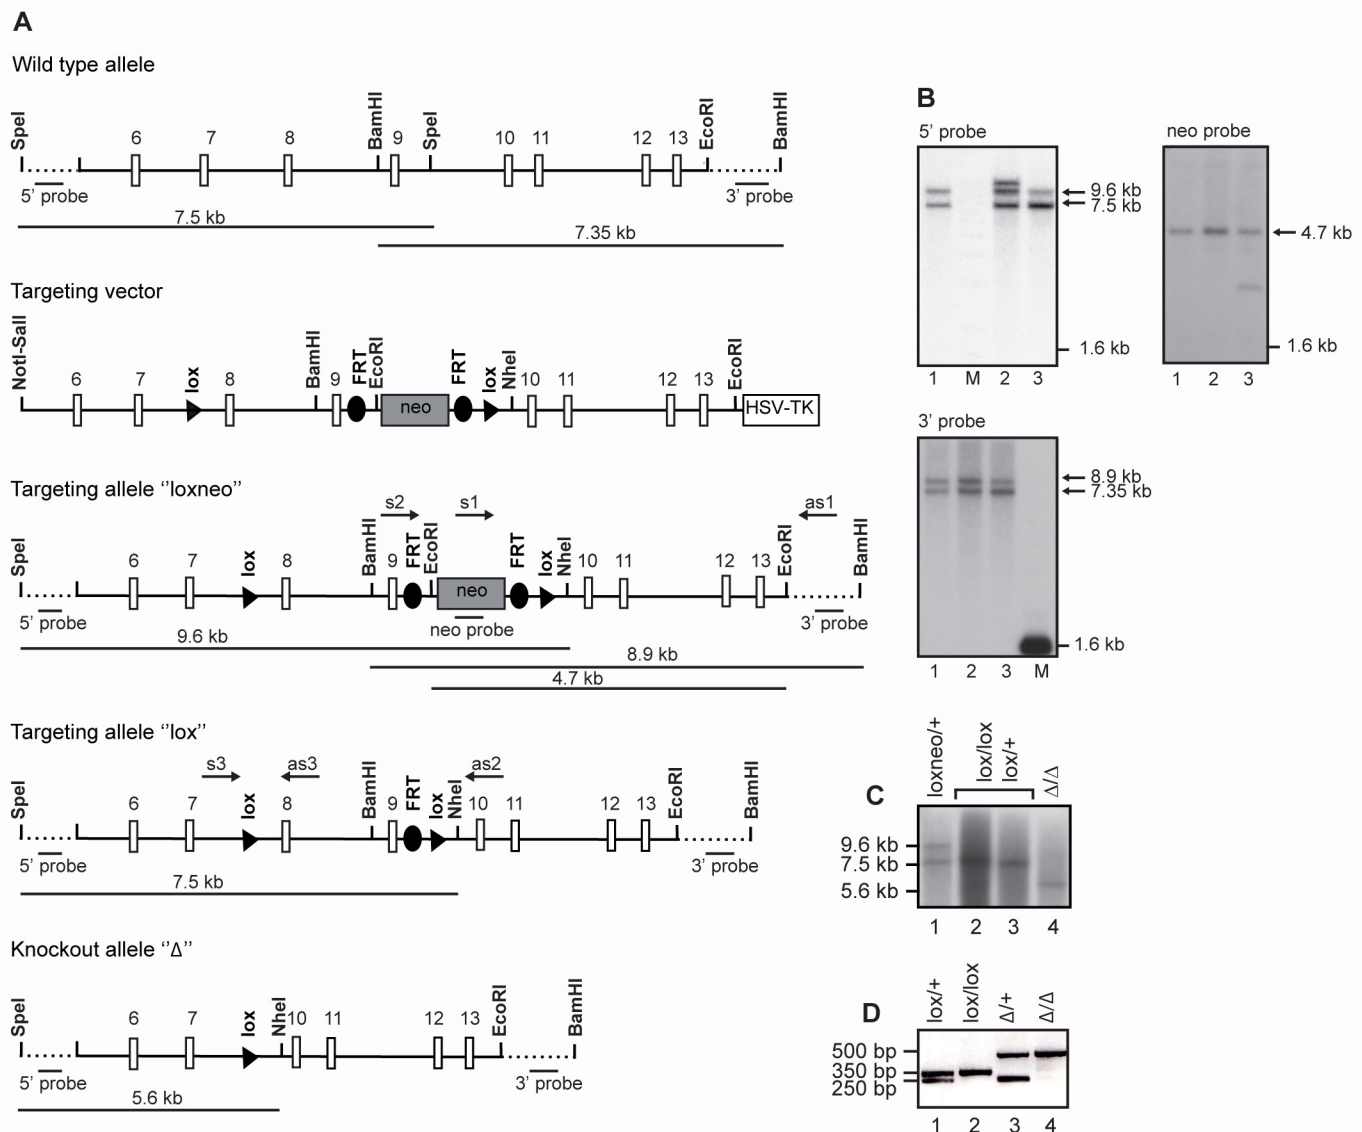 A
Wild type allele
SpeI
6
7
8
BamHI
9
SpeI
10
11
12
13
EcoRI
BamHI
5’ probe
3’ probe
7.5 kb
7.35 kb
Targeting vector
NotI-SalI
6
7
lox
8
BamHI
9
FRT
EcoRI
neo
FRT
lox
NheI
10
11
12
13
EcoRI
HSV-TK
Targeting allele ‘’loxneo’’
SpeI
6
7
lox
8
BamHI
s2
9
FRT
EcoRI
s1
neo
FRT
lox
NheI
10
11
12
13
EcoRI
as1
BamHI
5’ probe
neo probe
3’ probe
9.6 kb
8.9 kb
4.7 kb
Targeting allele ‘’lox’’
SpeI
6
7
s3
lox
as3
8
BamHI
9
FRT
lox
NheI
as2
10
11
12
13
EcoRI
BamHI
5’ probe
3’ probe
7.5 kb
Knockout allele ‘’Δ’’
SpeI
6
7
lox
NheI
10
11
12
13
EcoRI
BamHI
5’ probe
3’ probe
5.6 kb
B
5’ probe
9.6 kb
7.5 kb
1.6 kb
1 M 2 3
neo probe
4.7 kb
1.6 kb
1 2 3
3’ probe
8.9 kb
7.35 kb
1.6 kb
1 2 3 M
C
loxneo/+
lox/lox
lox/+
Δ/Δ
9.6 kb
7.5 kb
5.6 kb
1 2 3 4
D
lox/+
lox/lox
Δ/+
Δ/Δ
500 bp
350 bp
250 bp
1 2 3 4